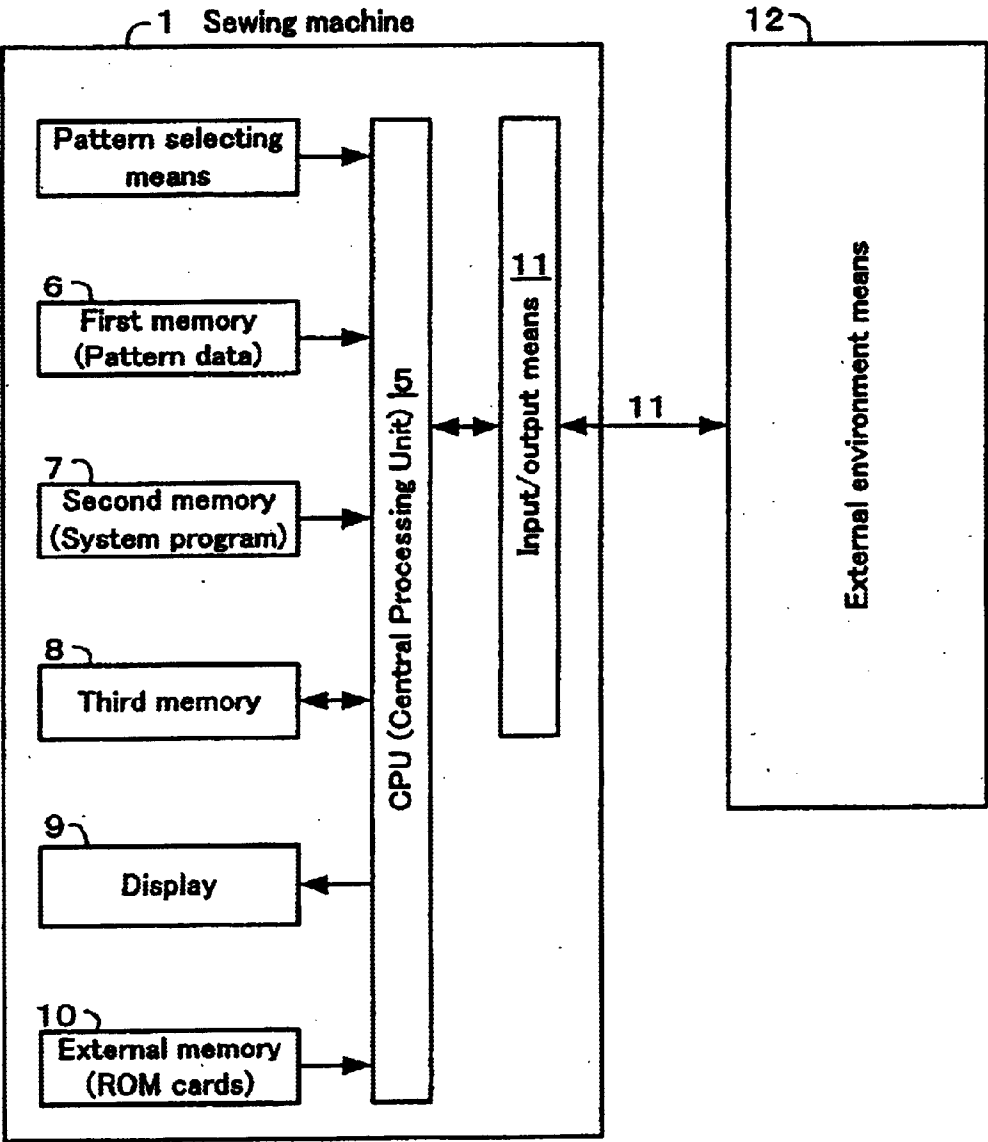 1 Sewing machine
12
Pattern selecting
means
6
First memory
(Pattern data)
7
Second memory
(System program)
8
Third memory
9
Display
10
External memory
(ROM cards)
CPU (Central Processing Unit) 5
Input/output means 11
11
External environment means